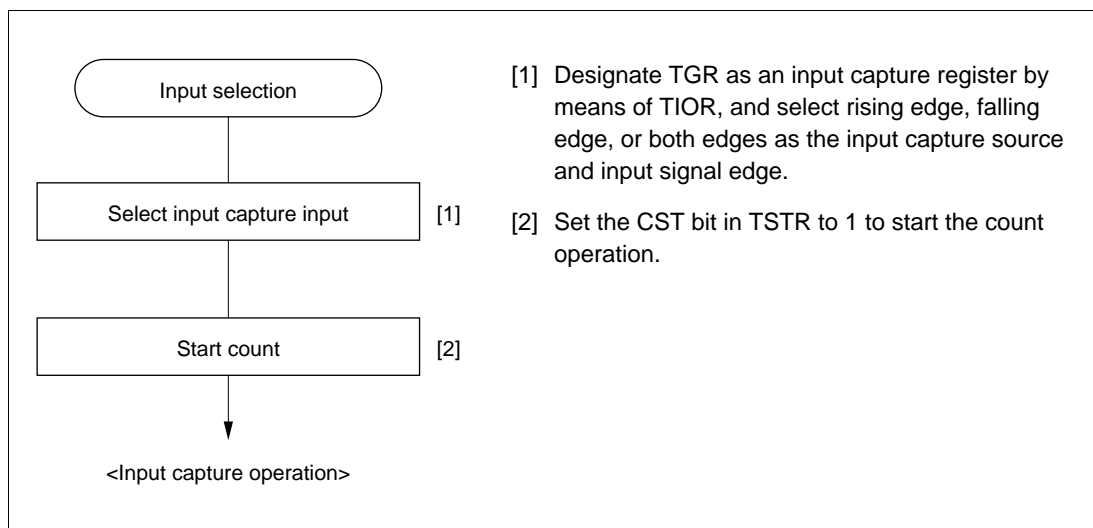 Input selection
Select input capture input
[1]
Start count
[2]
<Input capture operation>
[1] Designate TGR as an input capture register by
means of TIOR, and select rising edge, falling
edge, or both edges as the input capture source
and input signal edge.
[2] Set the CST bit in TSTR to 1 to start the count
operation.